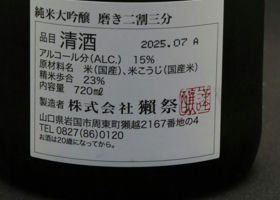 純米大吟醸 磨き二割三分
品目 清酒 2025.07 A
アルコール分(ALC.) 15%
原材料名 米(国産)、米こうじ(国産米)
精米歩合 23%
内容量 720㎖
製造者 株式会社 獺祭
山口県岩国市周東町獺越2167番地の4
TEL 0827(86)0120
お酒は20歳になってから。